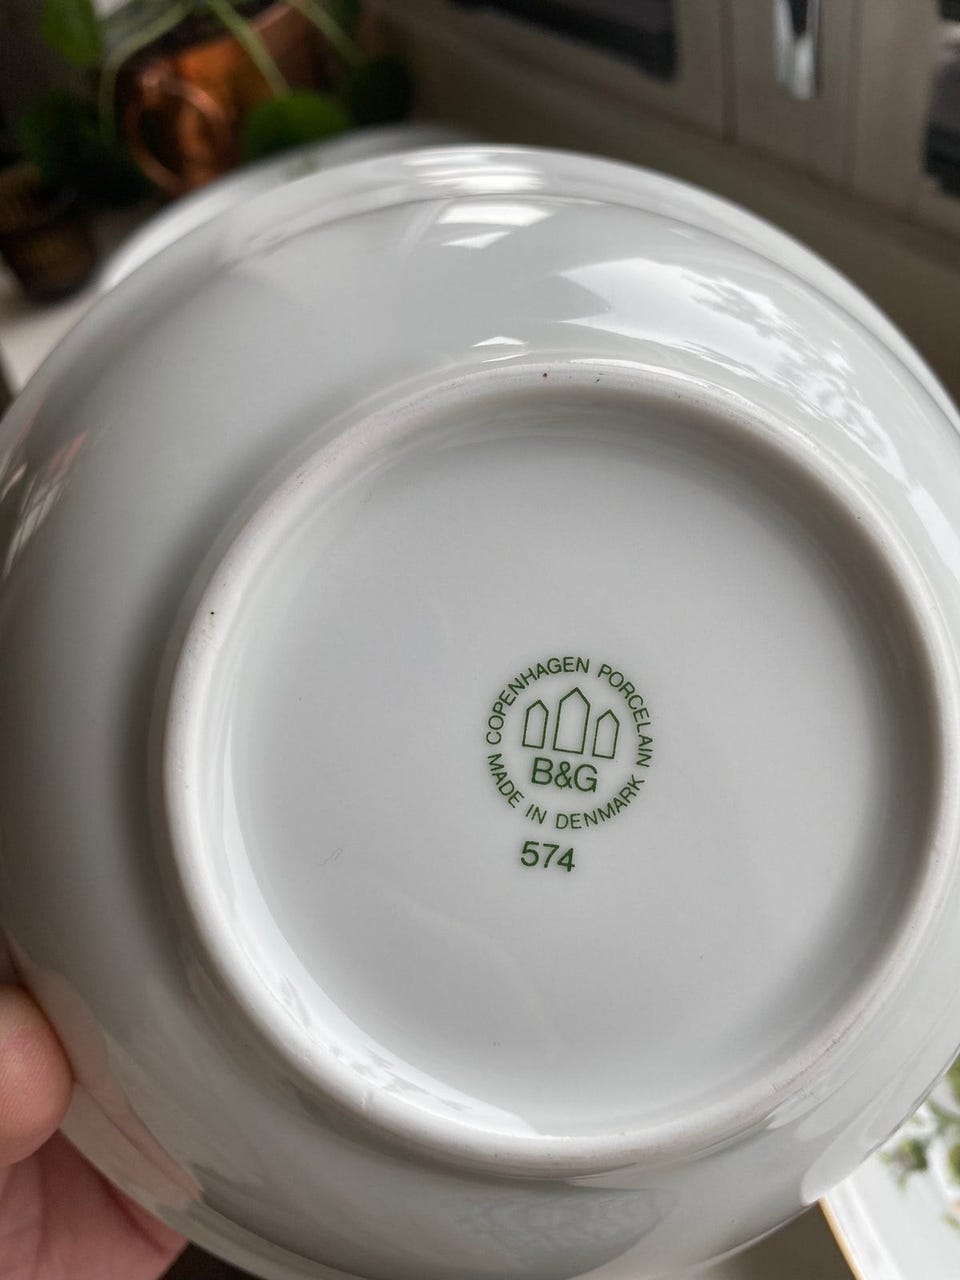 COPENHAGEN PORCELAIN
B&G
MADE IN DENMARK
574